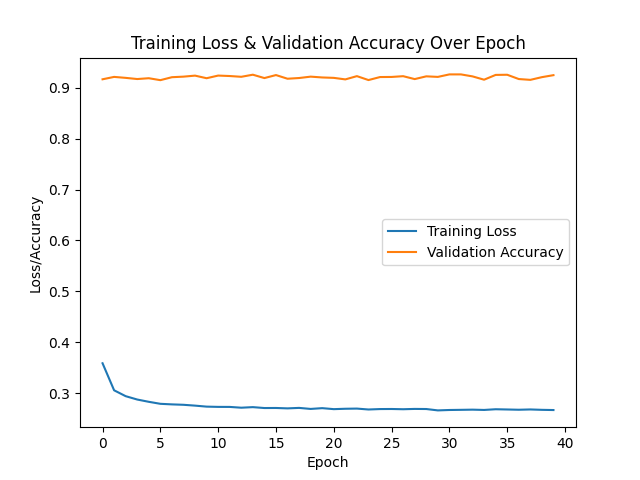 Training Loss & Validation Accuracy Over Epoch
Loss/Accuracy
0.9
0.8
0.7
0.6
0.5
0.4
0.3
Training Loss
Validation Accuracy
0 5 10 15 20 25 30 35 40
Epoch